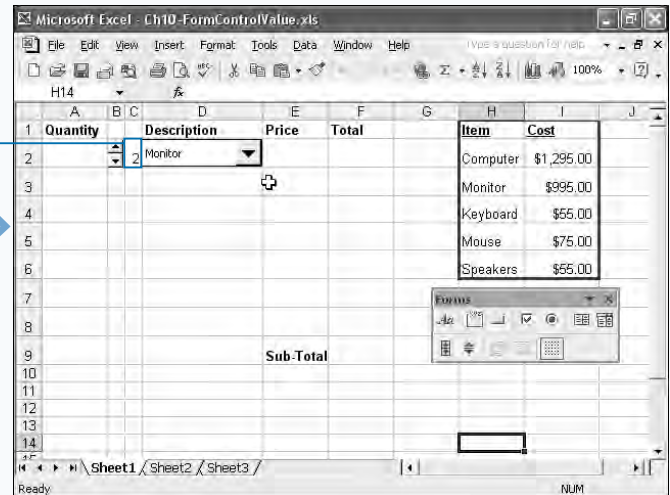 Microsoft Excel - Ch10-FormControlValue.xls
File Edit View Insert Format Tools Data Window Help Type a question for help
100%
H14 fx
A B C D E F G H I J
1 Quantity Description Price Total Item Cost
2 2 Monitor Computer $1,295.00
3 Monitor $995.00
4 Keyboard $55.00
5 Mouse $75.00
6 Speakers $55.00
7
Forms
Aa
8
9 Sub-Total
10
11
12
13
14
15
Sheet1 / Sheet2 / Sheet3 /
Ready NUM